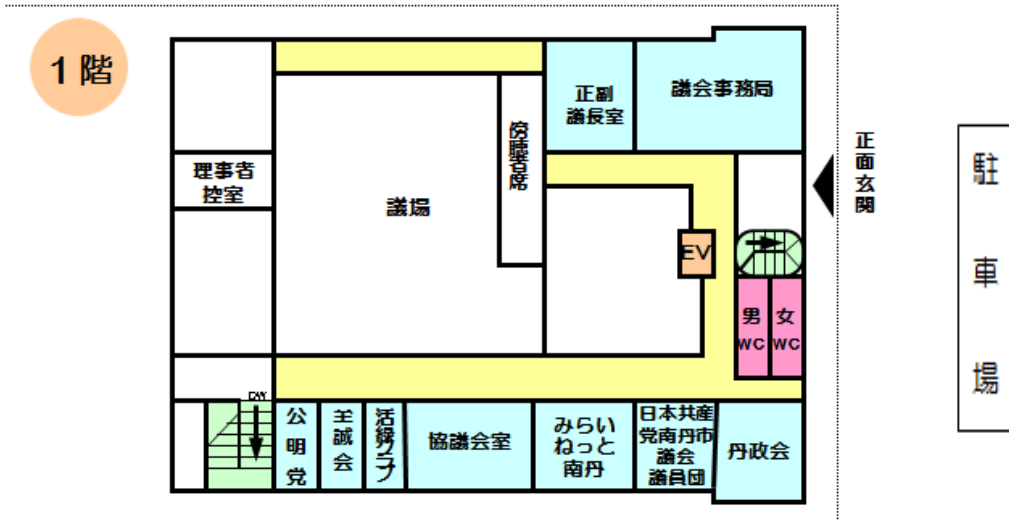 1階
正副
議長室
議会事務局
傍聴者席
理事者
控室
議場
正面玄関
駐車場
EV
男
WC
女
WC
公明党
至誠会
活緑クラブ
協議会室
みらい
ねっと
南丹
日本共産
党南丹市
議会
議員団
丹政会